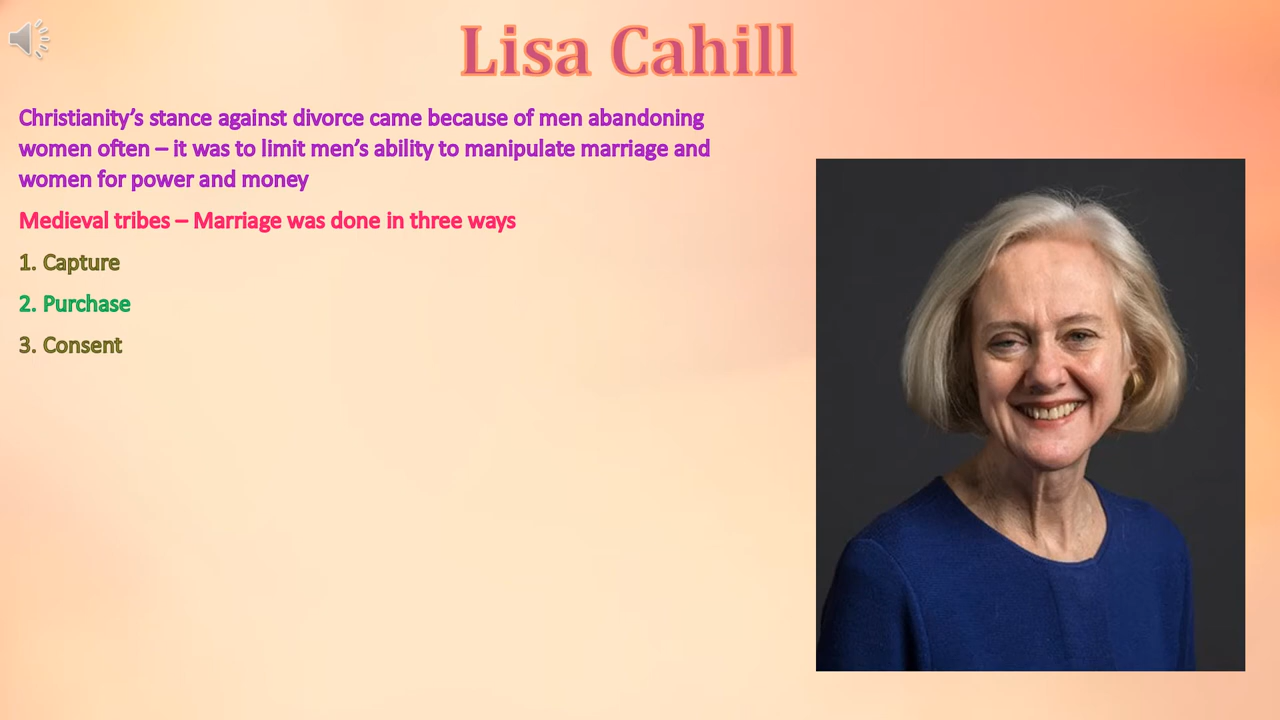 Lisa Cahill
Christianity’s stance against divorce came because of men abandoning
women often – it was to limit men’s ability to manipulate marriage and
women for power and money
Medieval tribes – Marriage was done in three ways
1. Capture
2. Purchase
3. Consent